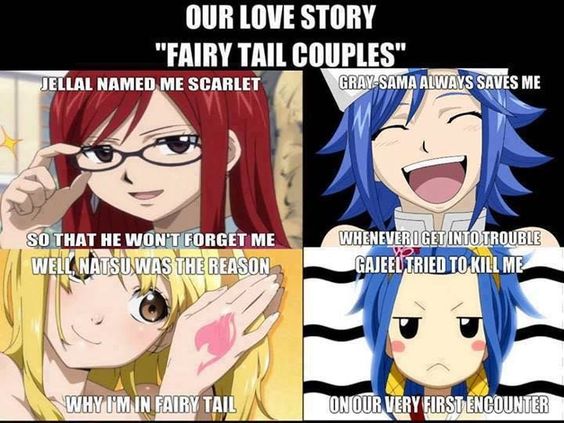 OUR LOVE STORY
"FAIRY TAIL COUPLES"
JELLAL NAMED ME SCARLET
SO THAT HE WON'T FORGET ME
GRAY-SAMA ALWAYS SAVES ME
WHENEVER I GET INTO TROUBLE
WELL, NATSU WAS THE REASON
WHY I'M IN FAIRY TAIL
GAJEEL TRIED TO KILL ME
ON OUR VERY FIRST ENCOUNTER